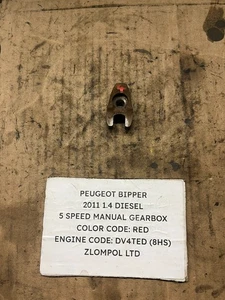 PEUGEOT BIPPER
2011 1.4 DIESEL
5 SPEED MANUAL GEARBOX
COLOR CODE: RED
ENGINE CODE: DV4TED (8HS)
ZLOMPOL LTD